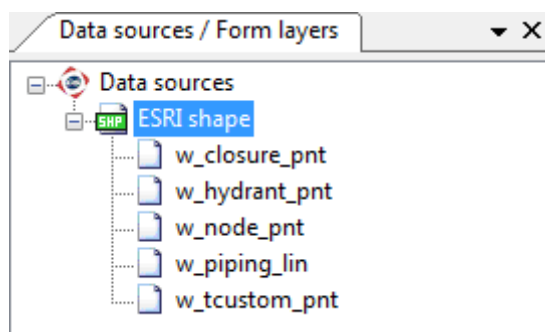 Data sources / Form layers
Data sources
SHP ESRI shape
w_closure_pnt
w_hydrant_pnt
w_node_pnt
w_piping_lin
w_tcustom_pnt